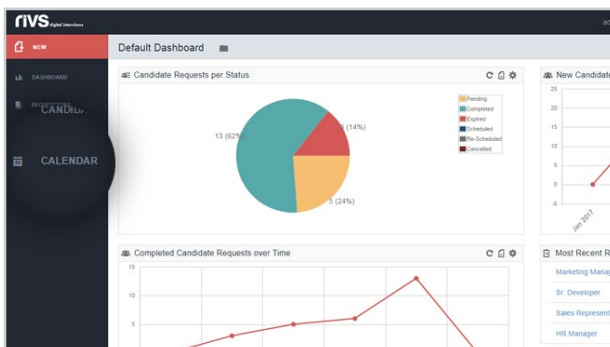 rivs
digital interviews
NEW
DASHBOARD
CALENDAR
Default Dashboard
Candidate Requests per Status
13 (62%)
(14%)
5 (24%)
Pending
Completed
Expired
Scheduled
Re-Scheduled
Cancelled
New Candidate
25
20
15
10
5
0
-5
Jan 2017
Completed Candidate Requests over Time
15
10
5
Most Recent R
Marketing Manag
Sr. Developer
Sales Represent
HR Manager